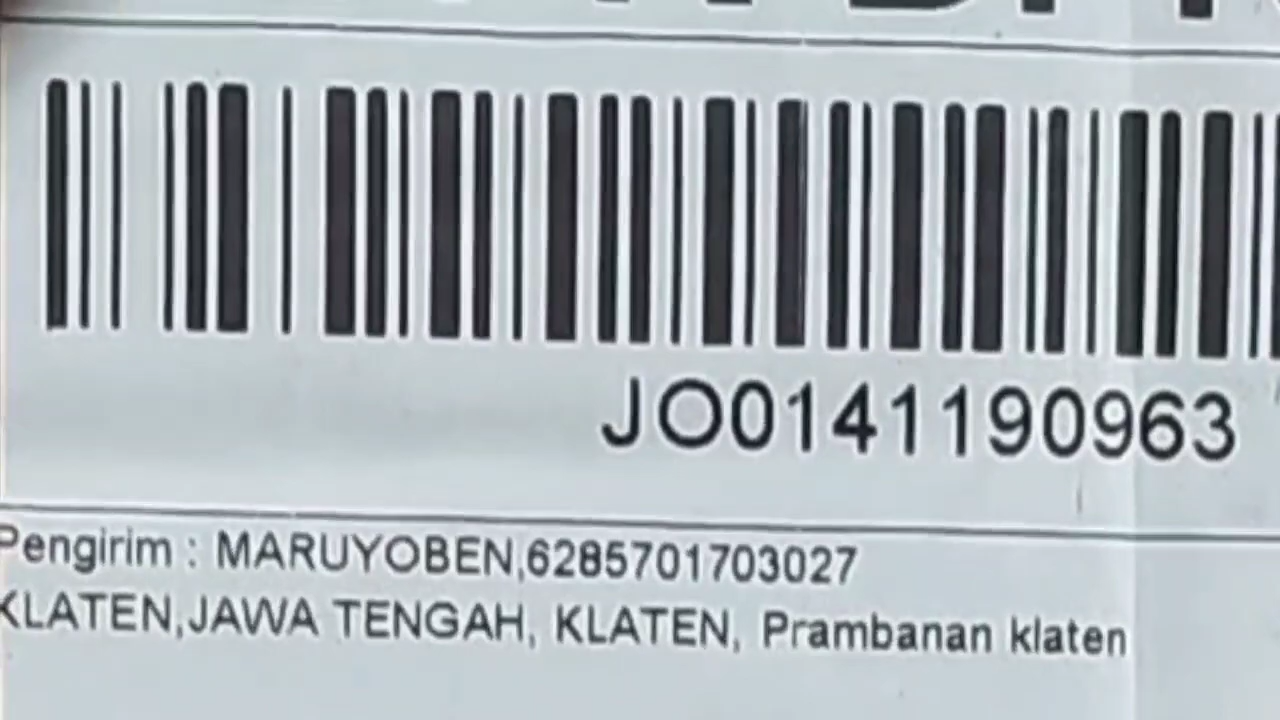 JO0141190963
Pengirim : MARUYOBEN,6285701703027
KLATEN,JAWA TENGAH, KLATEN, Prambanan klaten